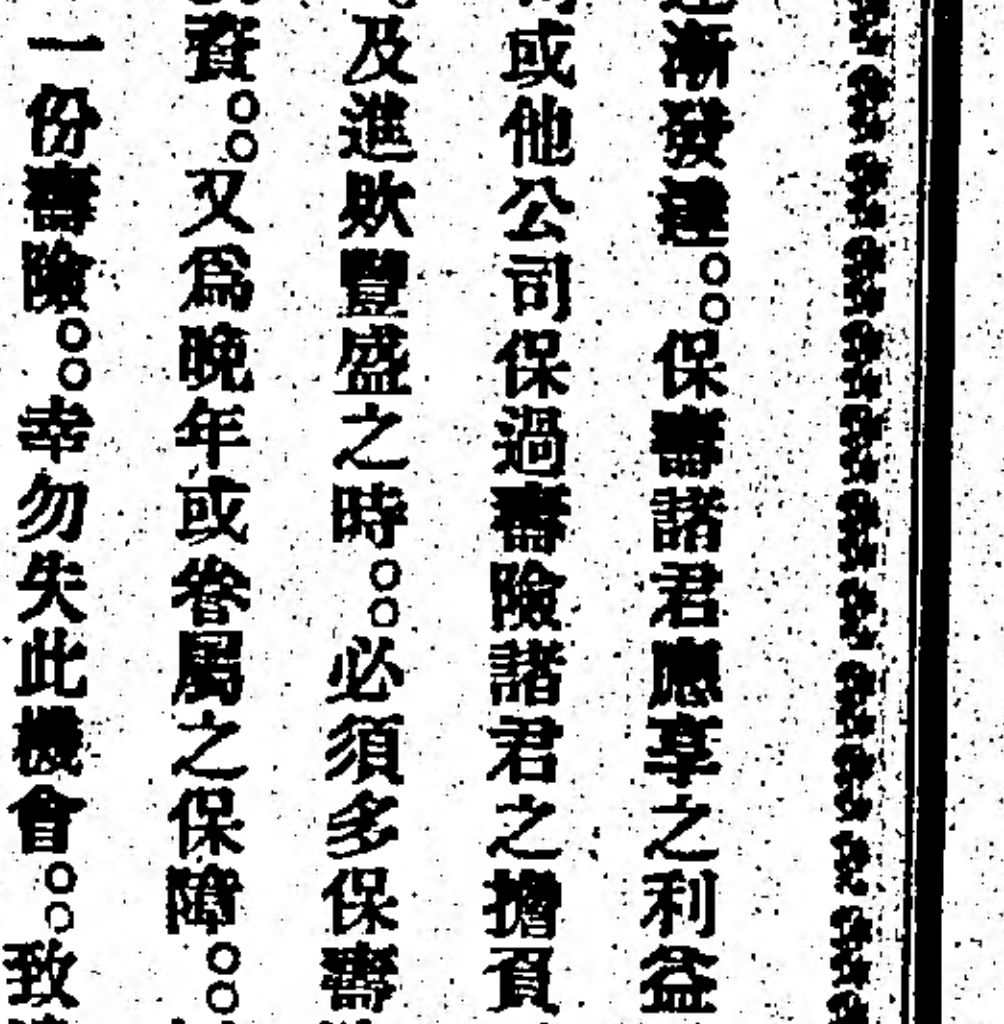 漸發達。。保壽諸君應享之利益
或他公司保過壽險諸君之擔負
及進欵豐盛之時。。必須多保壽
資。。又爲晚年或眷屬之保障。。
一份壽險。。幸勿失此機會。。致